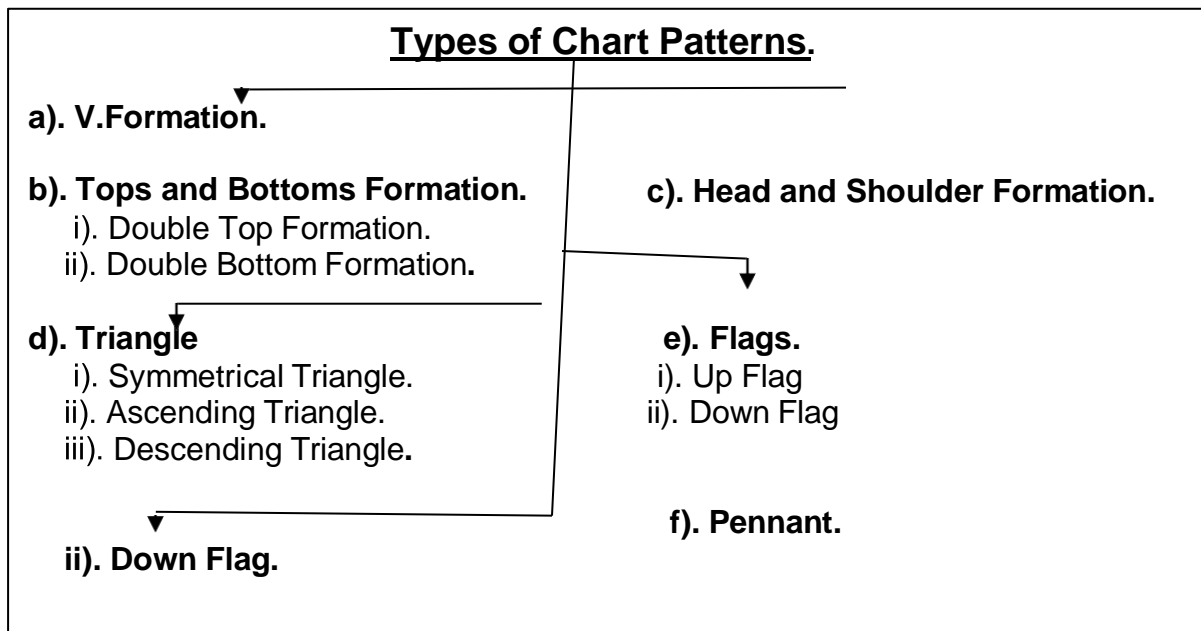 Types of Chart Patterns.
a). V.Formation.
b). Tops and Bottoms Formation.
i). Double Top Formation.
ii). Double Bottom Formation.
c). Head and Shoulder Formation.
d). Triangle
i). Symmetrical Triangle.
ii). Ascending Triangle.
iii). Descending Triangle.
e). Flags.
i). Up Flag
ii). Down Flag
ii). Down Flag.
f). Pennant.